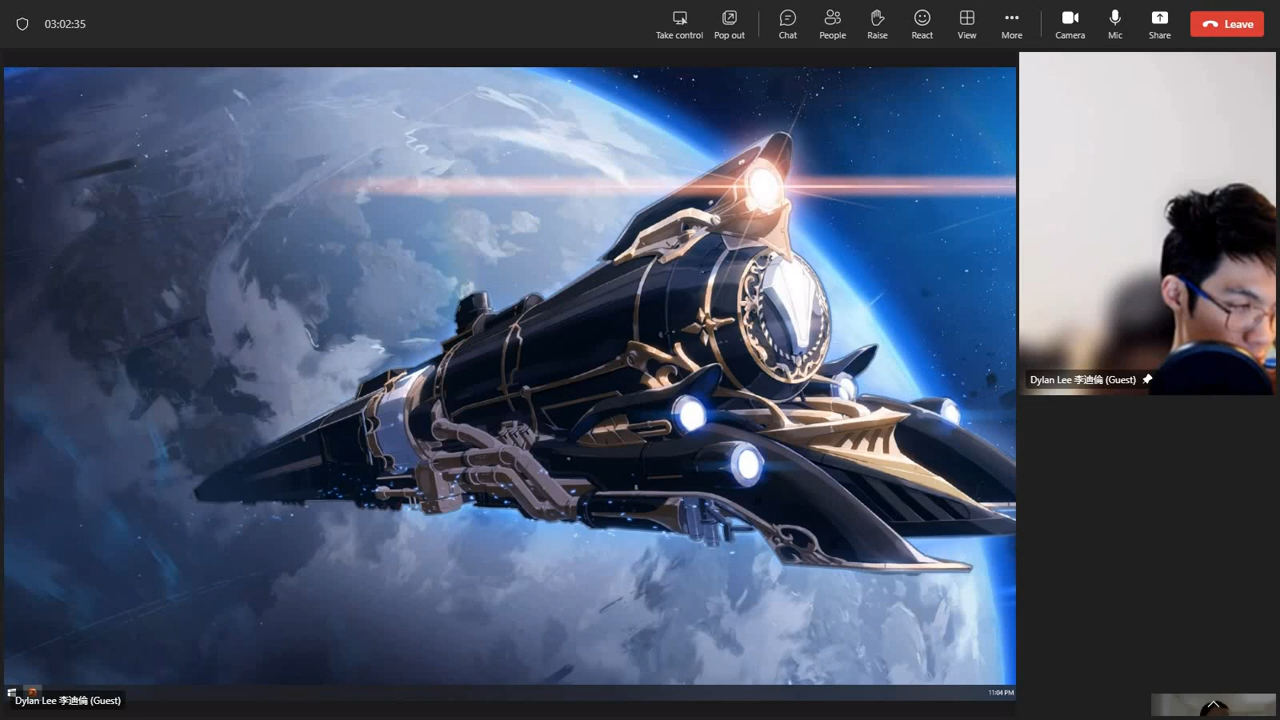 03:02:35
Take control
Pop out
Chat
People
Raise
React
View
More
Camera
Mic
Share
Leave
Dylan Lee 李迪倫 (Guest)
11:04 PM
Dylan Lee 李迪倫 (Guest)